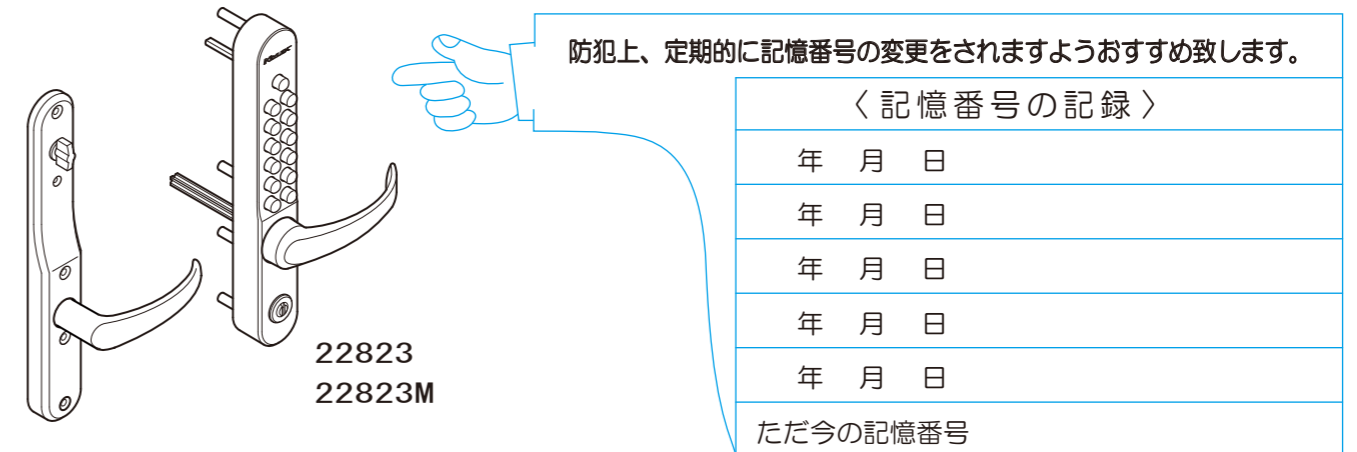 防犯上、定期的に記憶番号の変更をされますようおすすめ致します。
〈記憶番号の記録〉
年 月 日
年 月 日
年 月 日
年 月 日
年 月 日
ただ今の記憶番号
22823
22823M